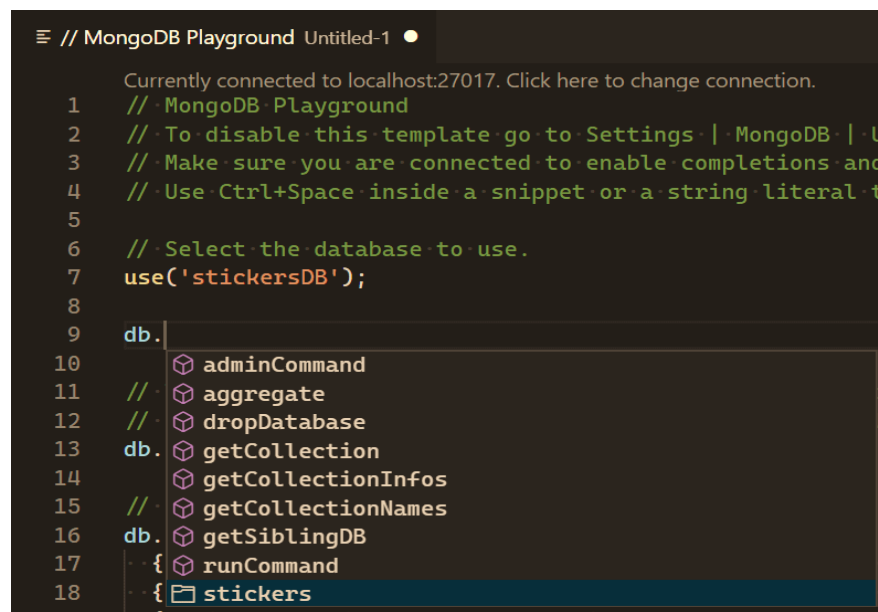 // MongoDB Playground Untitled-1
Currently connected to localhost:27017. Click here to change connection.
1 // MongoDB Playground
2 // To disable this template go to Settings | MongoDB |
3 // Make sure you are connected to enable completions and
4 // Use Ctrl+Space inside a snippet or a string literal
5
6 // Select the database to use.
7 use('stickersDB');
8
9 db.
10 adminCommand
11 // aggregate
12 // dropDatabase
13 db. getCollection
14 getCollectionInfos
15 // getCollectionNames
16 db. getSiblingDB
17 { runCommand
18 { stickers